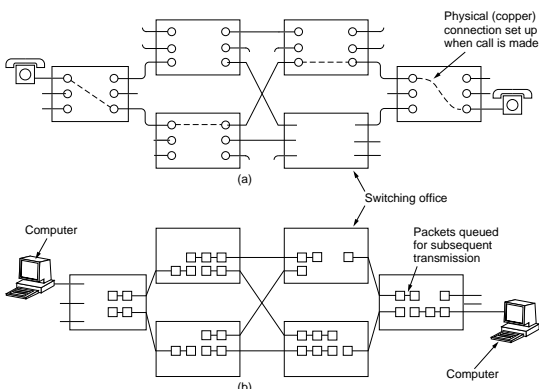 Physical (copper)
connection set up
when call is made
(a)
Switching office
Computer
Packets queued
for subsequent
transmission
Computer
(b)